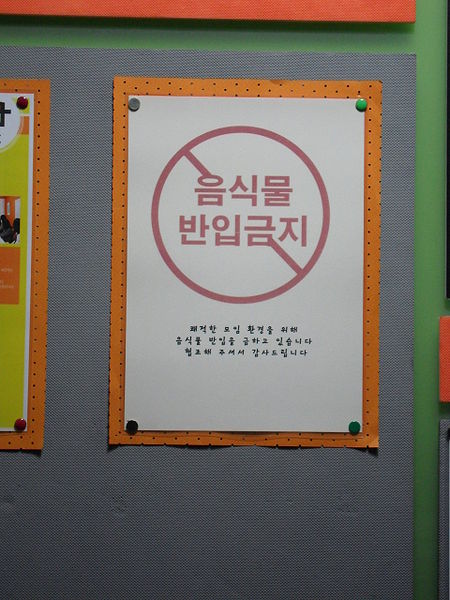 음식물
반입금지
쾌적한 모임 환경을 위해
음식물 반입을 금하고 있습니다
협조해 주셔서 감사드립니다